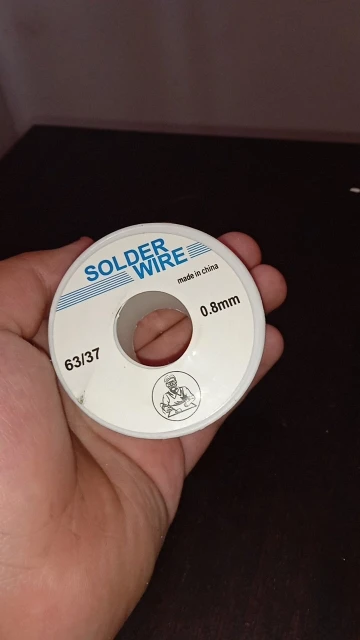 SOLDER
WIRE
made in china
63/37
0.8mm